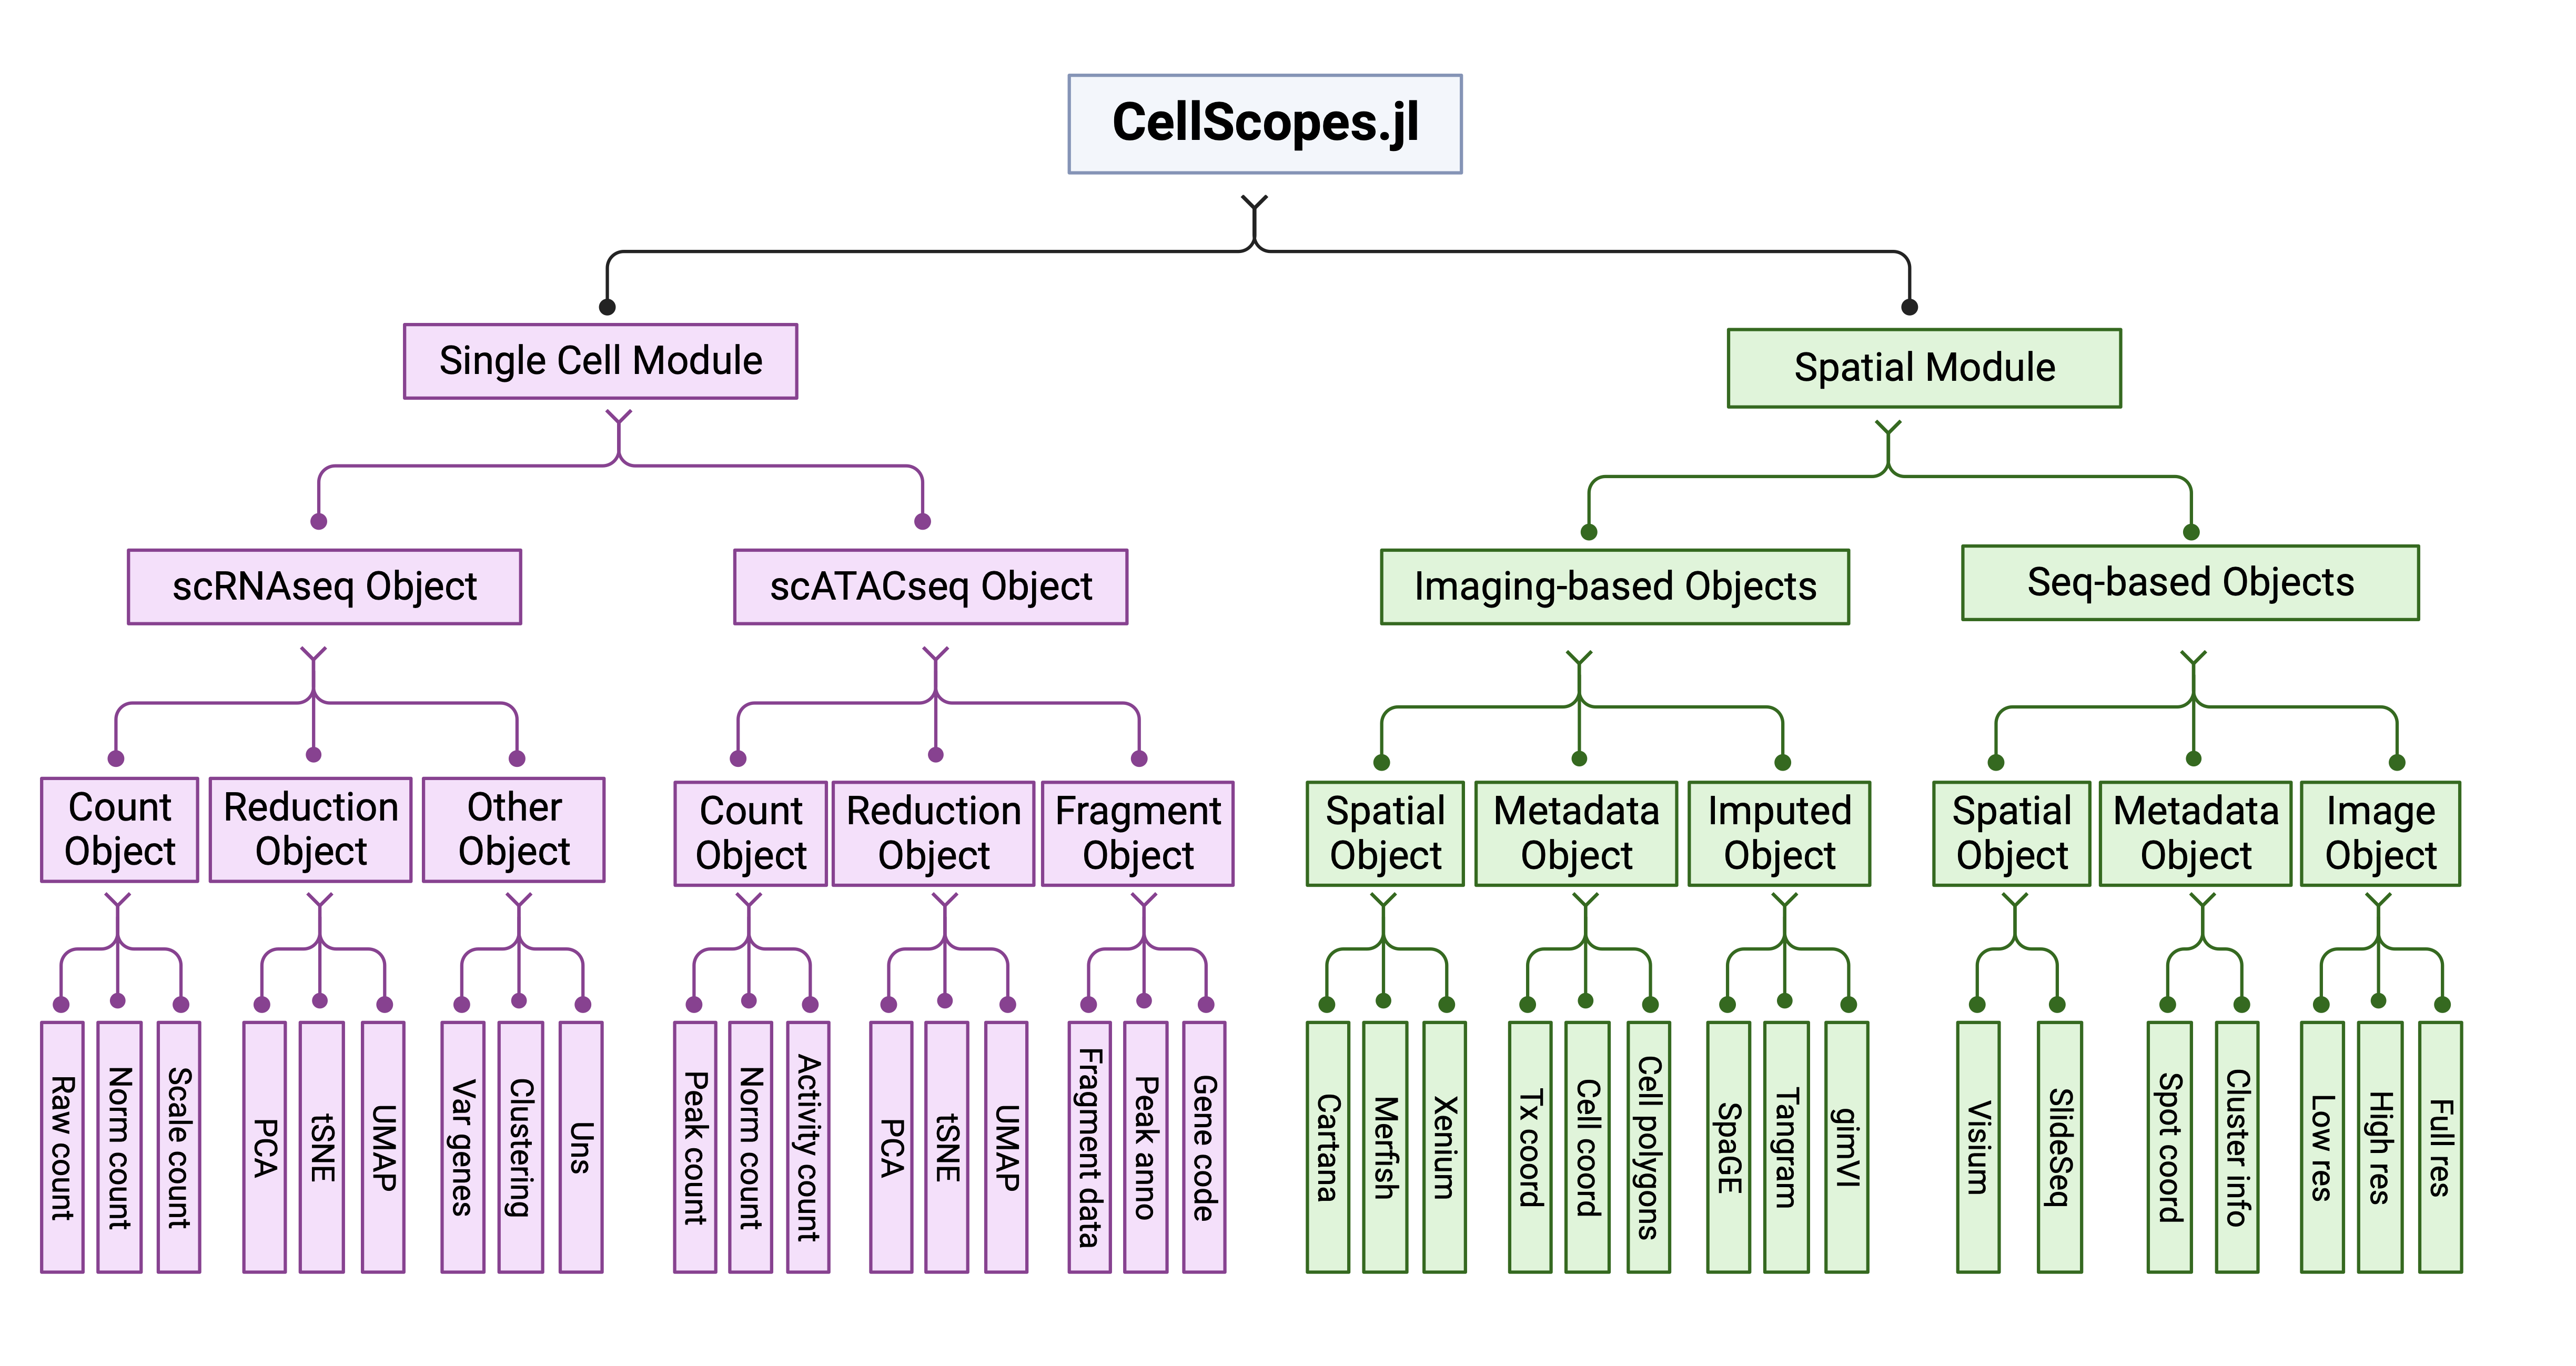 CellScopes.jl
Single Cell Module
Spatial Module
scRNAseq Object
scATACseq Object
Imaging-based Objects
Seq-based Objects
Count
Object
Reduction
Object
Other
Object
Count
Object
Reduction
Object
Fragment
Object
Spatial
Object
Metadata
Object
Imputed
Object
Spatial
Object
Metadata
Object
Image
Object
Raw count
Norm count
Scale count
PCA
tSNE
UMAP
Var genes
Clustering
Uns
Peak count
Norm count
Activity count
PCA
tSNE
UMAP
Fragment data
Peak anno
Gene code
Cartana
Merfish
Xenium
Tx coord
Cell coord
Cell polygons
SpaGE
Tangram
gimVI
Visium
SlideSeq
Spot coord
Cluster info
Low res
High res
Full res